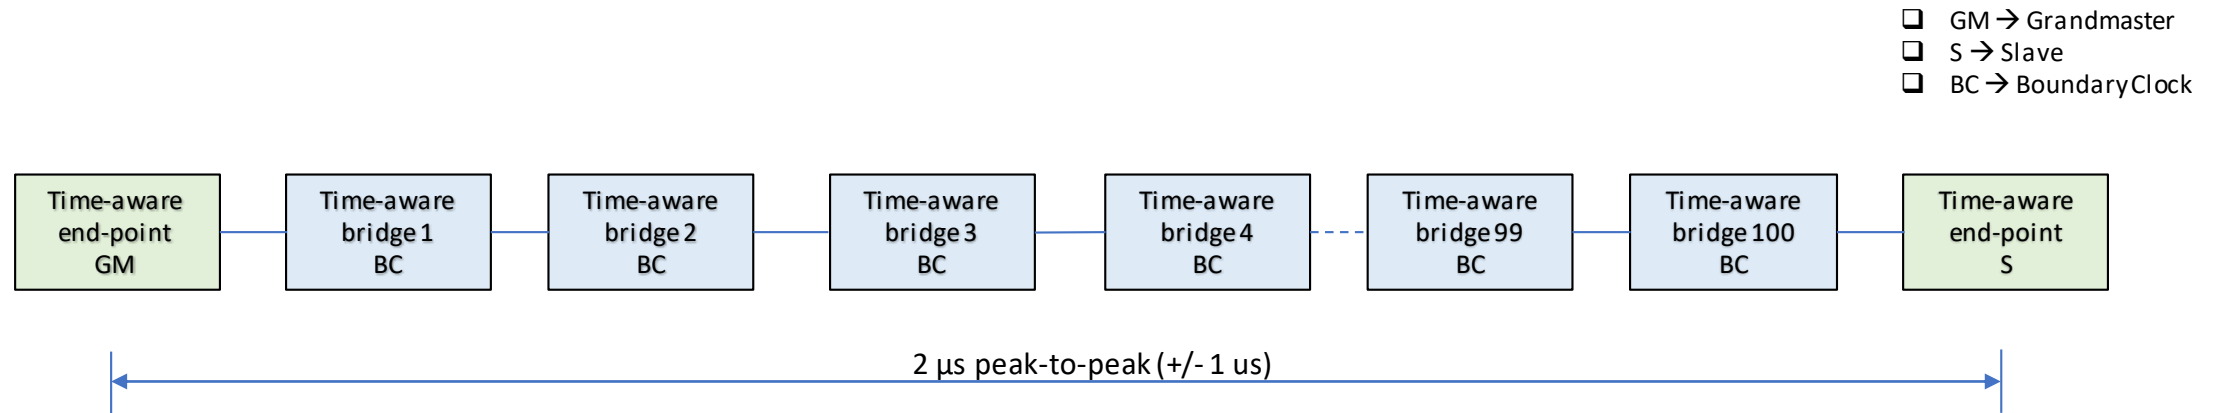 ❑ GM → Grandmaster
❑ S → Slave
❑ BC → Boundary Clock
Time-aware
end-point
GM
Time-aware
bridge 1
BC
Time-aware
bridge 2
BC
Time-aware
bridge 3
BC
Time-aware
bridge 4
BC
Time-aware
bridge 99
BC
Time-aware
bridge 100
BC
Time-aware
end-point
S
2 μs peak-to-peak (+/- 1 us)